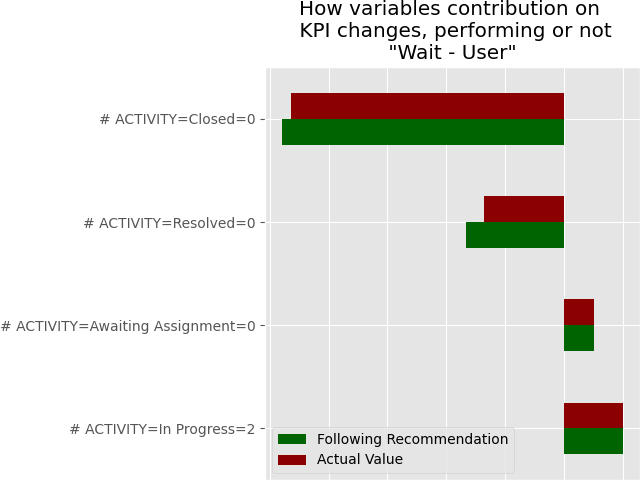 How variables contribution on
KPI changes, performing or not
"Wait - User"
# ACTIVITY=Closed=0
# ACTIVITY=Resolved=0
# ACTIVITY=Awaiting Assignment=0
# ACTIVITY=In Progress=2
Following Recommendation
Actual Value